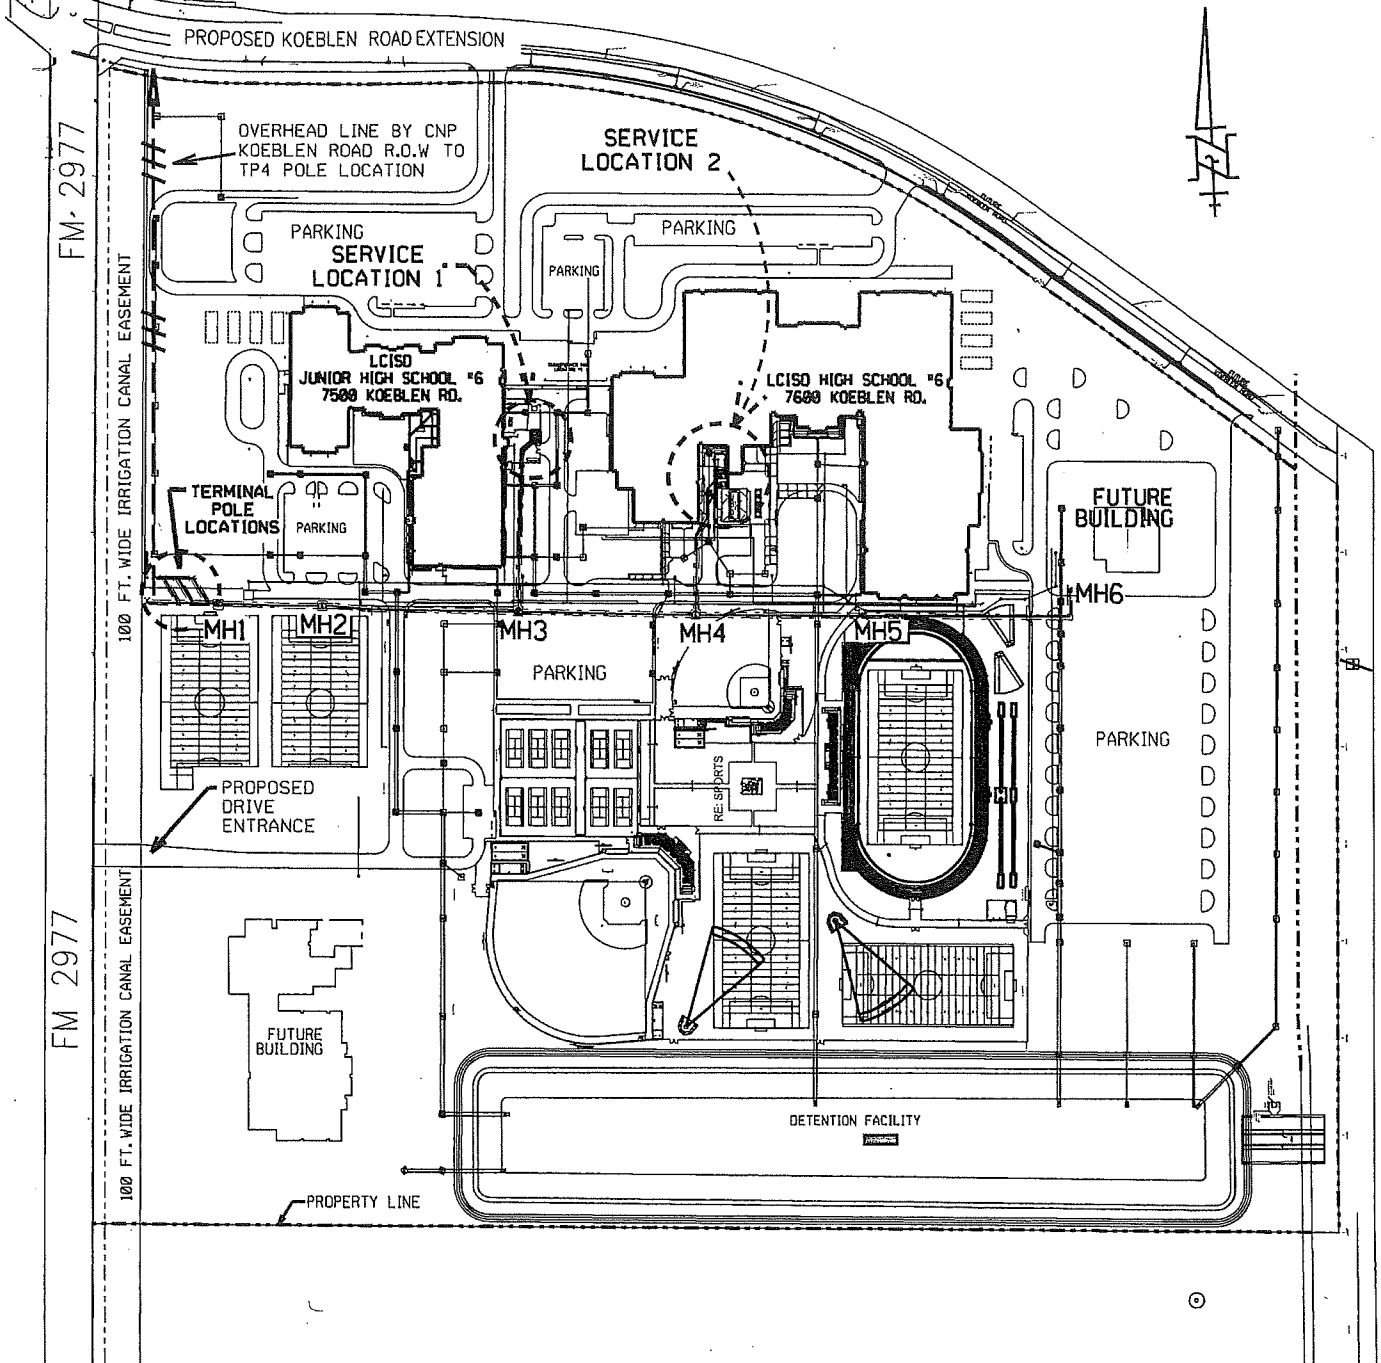 PROPOSED KOEBLEN ROAD EXTENSION
FM- 2977
OVERHEAD LINE BY CNP
KOEBLEN ROAD R.O.W TO
TP4 POLE LOCATION
SERVICE
LOCATION 2
PARKING
PARKING
SERVICE
LOCATION 1
PARKING
100 FT. WIDE IRRIGATION CANAL EASEMENT
LCISD
JUNIOR HIGH SCHOOL #6
7500 KOEBLEN RD.
LCISD HIGH SCHOOL #6
7600 KOEBLEN RD.
TERMINAL
POLE
LOCATIONS
PARKING
FUTURE
BUILDING
MH1
MH2
MH3
MH4
MH5
MH6
PARKING
PARKING
RE: SPORTS
PROPOSED
DRIVE
ENTRANCE
FM 2977
100 FT. WIDE IRRIGATION CANAL EASEMENT
FUTURE
BUILDING
DETENTION FACILITY
PROPERTY LINE